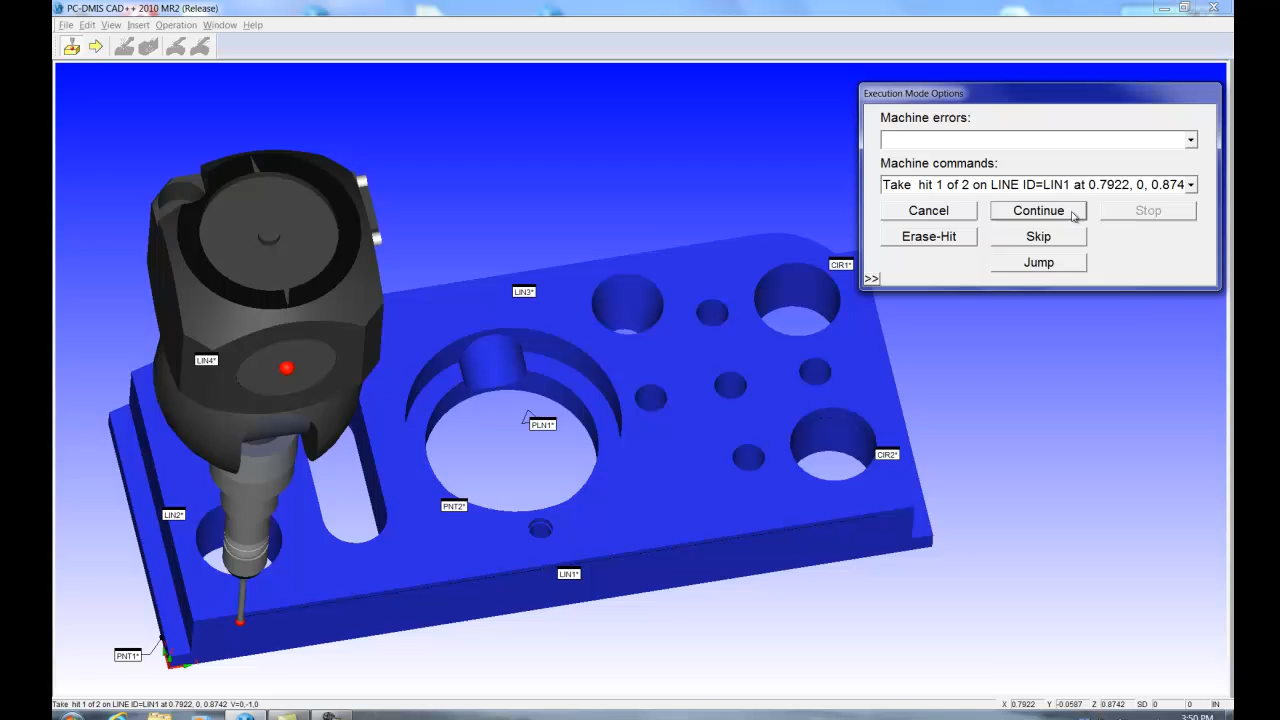 PC-DMIS CAD++ 2010 MR2 (Release)
File Edit View Insert Operation Window Help
Execution Mode Options
Machine errors:
Machine commands:
Take hit 1 of 2 on LINE ID=LIN1 at 0.7922, 0, 0.874
Cancel Continue Stop
Erase-Hit Skip
Jump
>>
CIR1*
LIN3*
LIN4*
PLN1*
CIR2*
PNT2*
LIN2*
LIN1*
PNT1*
Take hit 1 of 2 on LINE ID=LIN1 at 0.7922, 0, 0.8742 V=0,-1,0 X 0.7922 Y -0.0587 Z 0.8742 SD 0 0 IN
3:50 PM